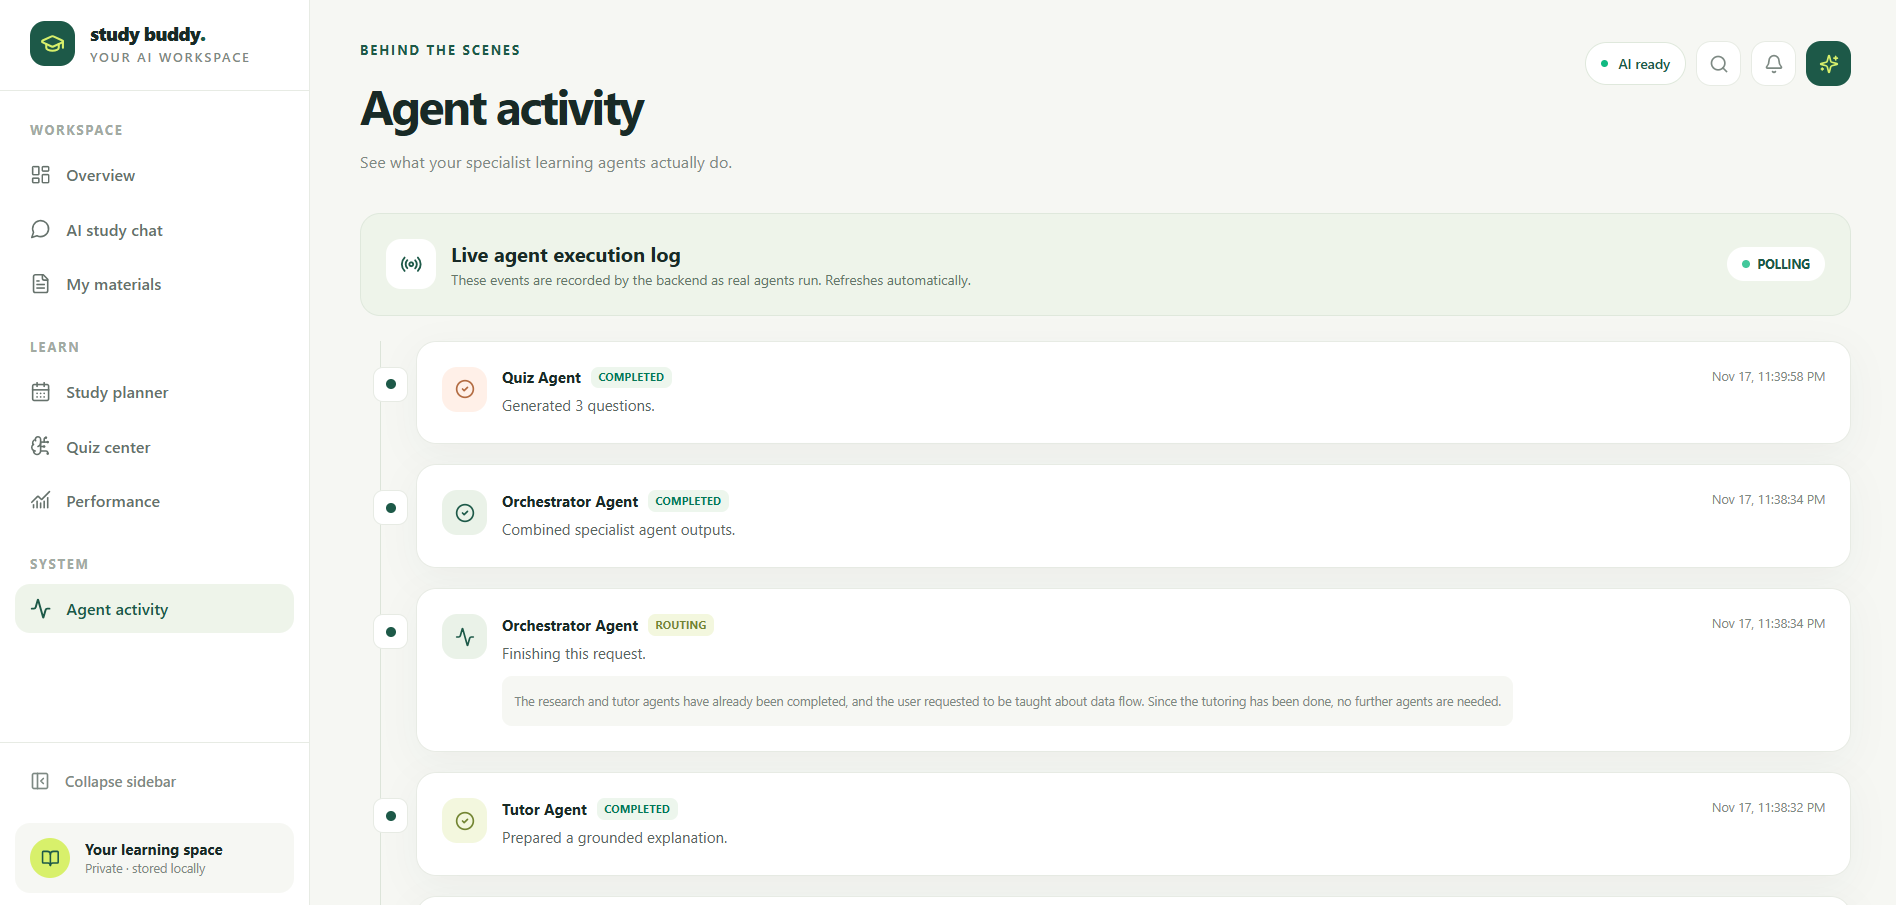 study buddy.
YOUR AI WORKSPACE
WORKSPACE
Overview
AI study chat
My materials
LEARN
Study planner
Quiz center
Performance
SYSTEM
Agent activity
Collapse sidebar
Your learning space
Private · stored locally
BEHIND THE SCENES
Agent activity
See what your specialist learning agents actually do.
AI ready
Live agent execution log
These events are recorded by the backend as real agents run. Refreshes automatically.
POLLING
Quiz Agent COMPLETED
Nov 17, 11:39:58 PM
Generated 3 questions.
Orchestrator Agent COMPLETED
Nov 17, 11:38:34 PM
Combined specialist agent outputs.
Orchestrator Agent ROUTING
Nov 17, 11:38:34 PM
Finishing this request.
The research and tutor agents have already been completed, and the user requested to be taught about data flow. Since the tutoring has been done, no further agents are needed.
Tutor Agent COMPLETED
Nov 17, 11:38:32 PM
Prepared a grounded explanation.